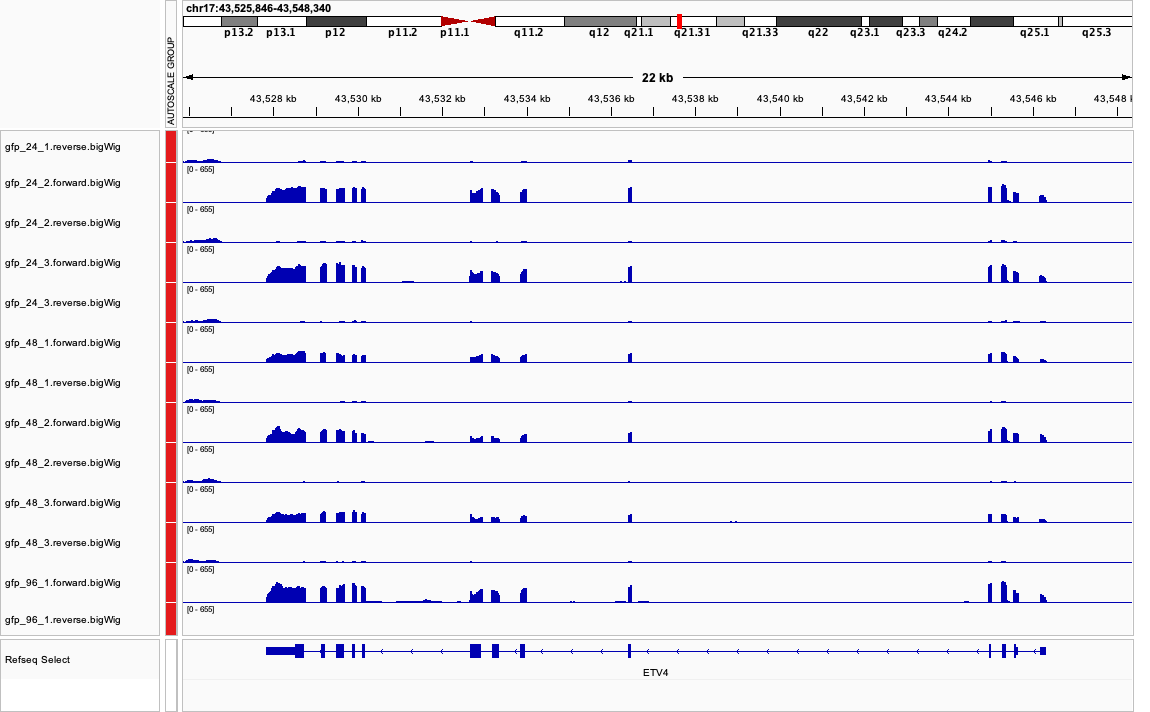 chr17:43,525,846-43,548,340
p13.2 p13.1 p12 p11.2 p11.1 q11.2 q12 q21.1 q21.31 q21.33 q22 q23.1 q23.3 q24.2 q25.1 q25.3
AUTOSCALE GROUP
22 kb
43,528 kb 43,530 kb 43,532 kb 43,534 kb 43,536 kb 43,538 kb 43,540 kb 43,542 kb 43,544 kb 43,546 kb 43,548
gfp_24_1.reverse.bigWig
[0 - 655]
gfp_24_2.forward.bigWig
[0 - 655]
gfp_24_2.reverse.bigWig
[0 - 655]
gfp_24_3.forward.bigWig
[0 - 655]
gfp_24_3.reverse.bigWig
[0 - 655]
gfp_48_1.forward.bigWig
[0 - 655]
gfp_48_1.reverse.bigWig
[0 - 655]
gfp_48_2.forward.bigWig
[0 - 655]
gfp_48_2.reverse.bigWig
[0 - 655]
gfp_48_3.forward.bigWig
[0 - 655]
gfp_48_3.reverse.bigWig
[0 - 655]
gfp_96_1.forward.bigWig
[0 - 655]
gfp_96_1.reverse.bigWig
Refseq Select
ETV4